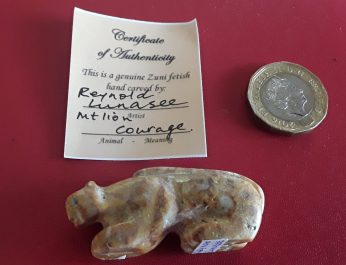 Certificate
of Authenticity
This is a genuine Zuni fetish
hand carved by:
Reynold
Lunasee
Artist
Mt lion
Courage.
Animal - Meaning